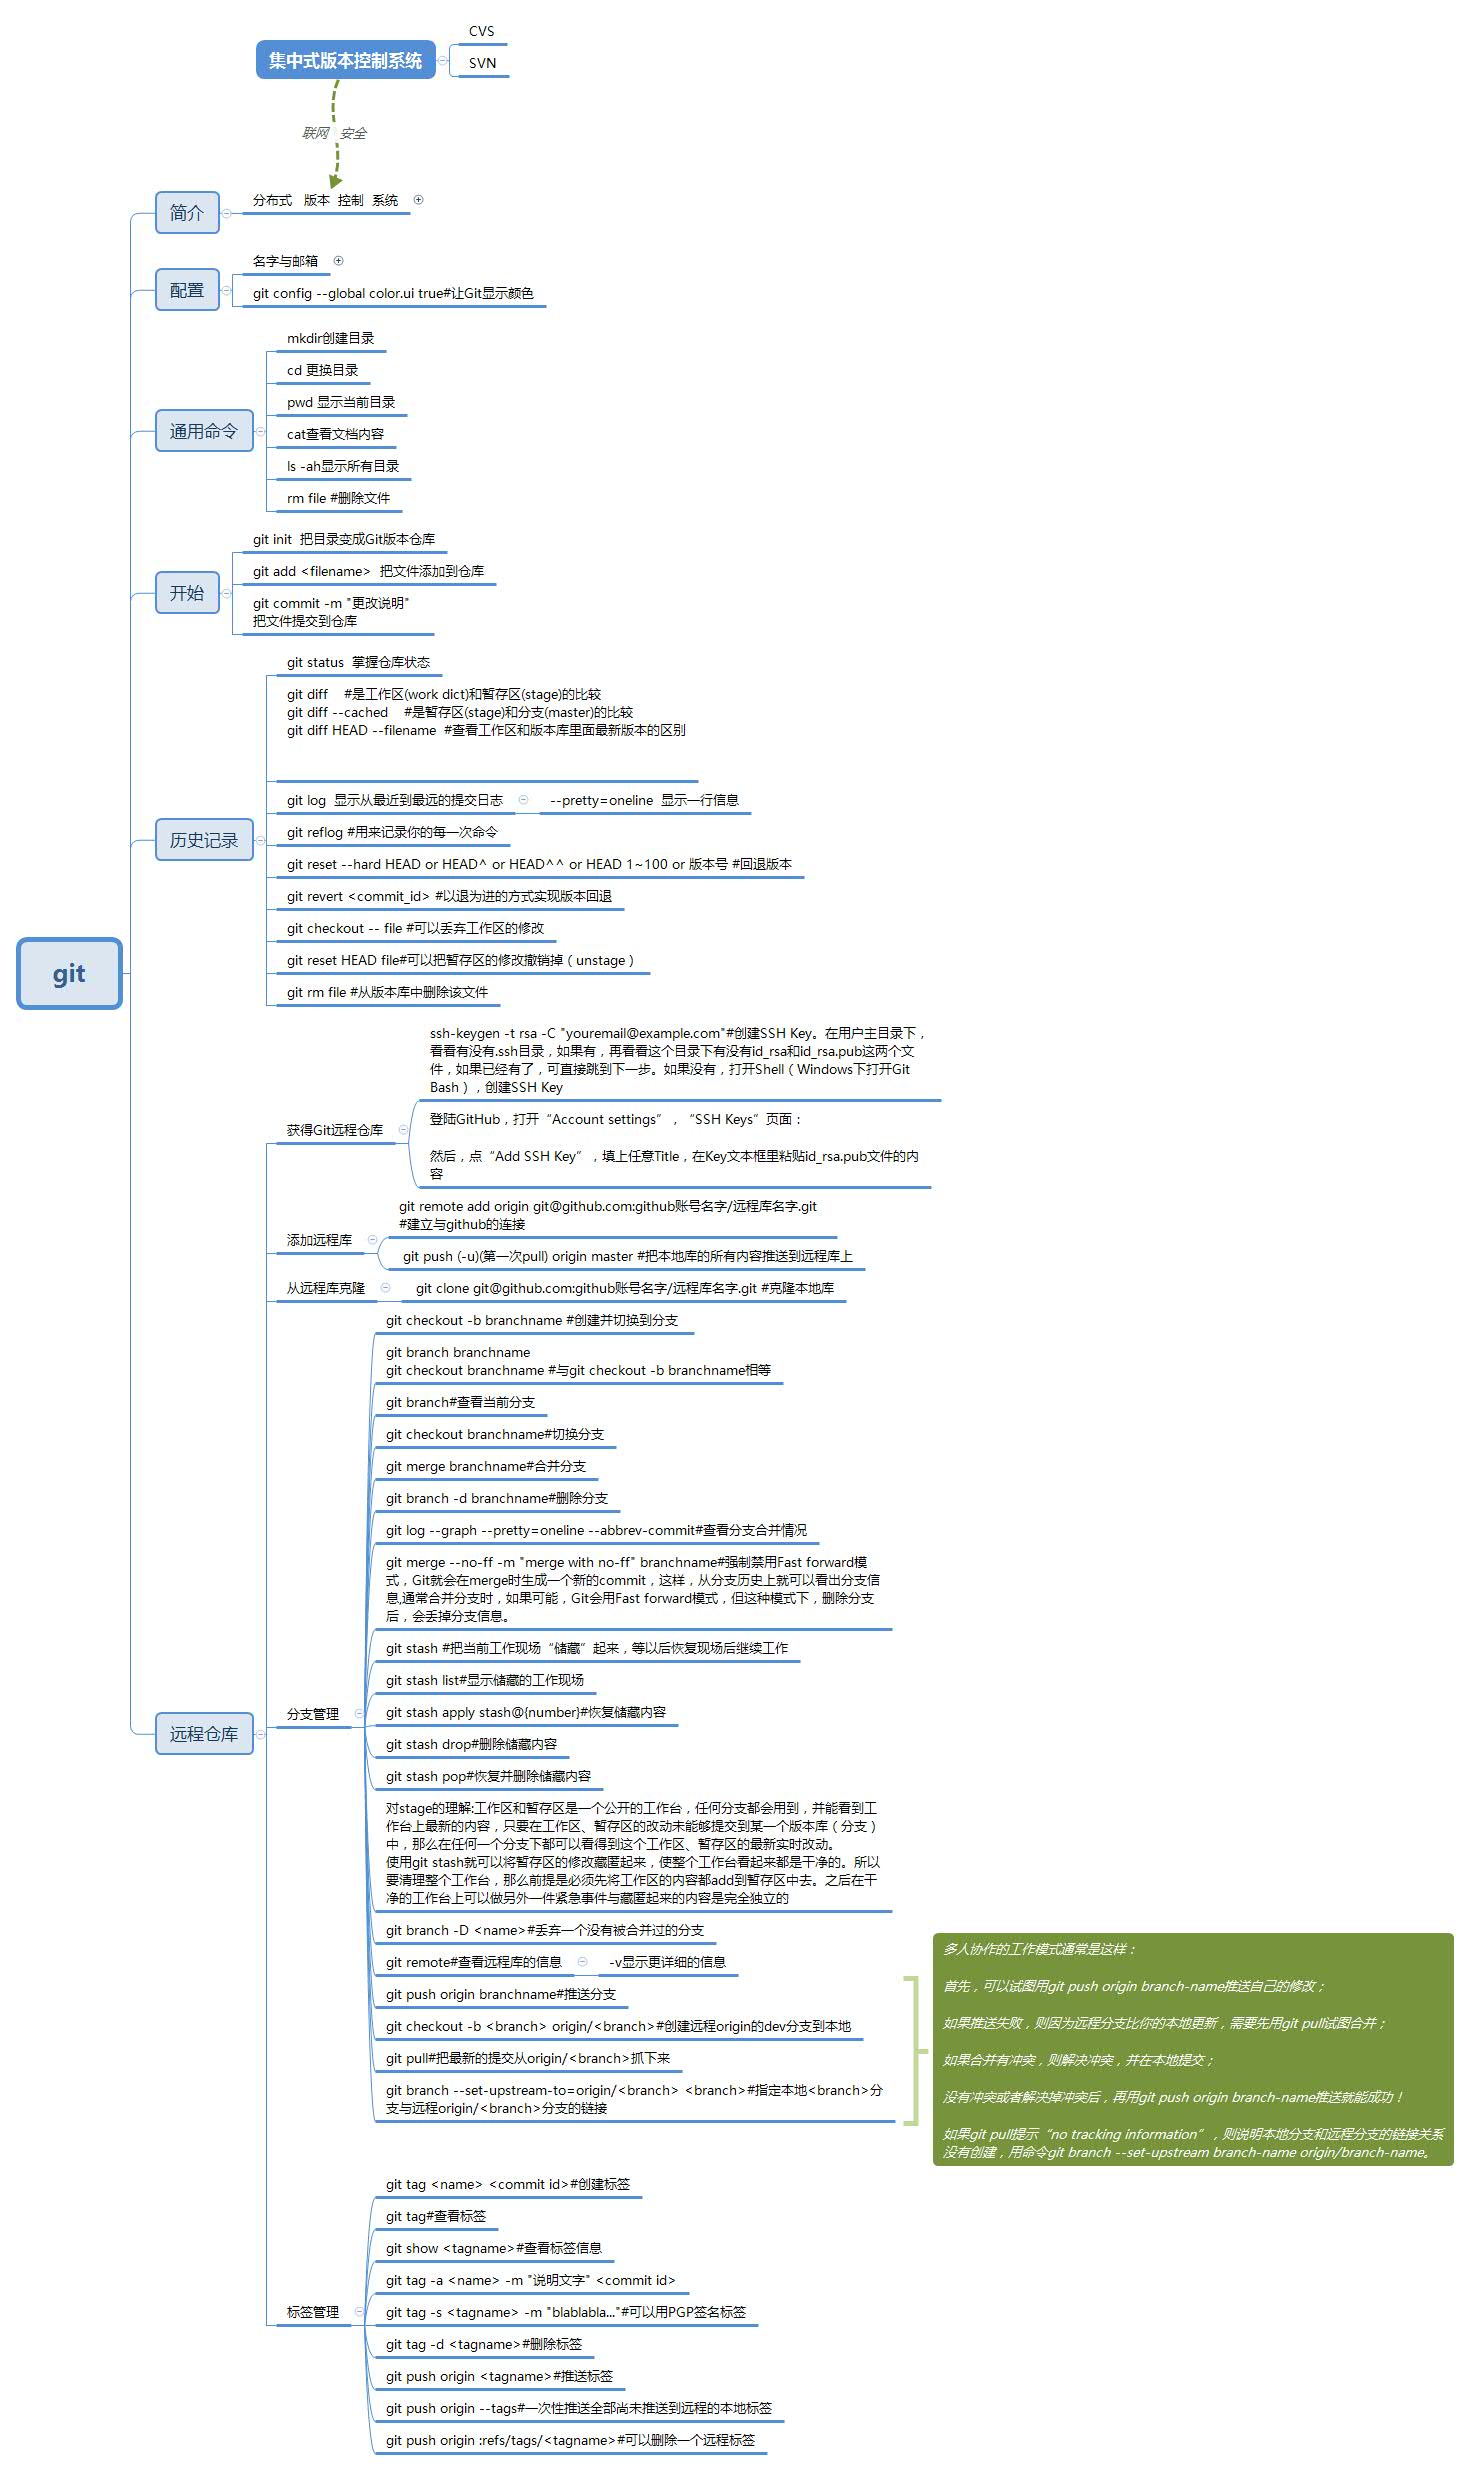 集中式版本控制系统
CVS
SVN
联网 安全
简介
分布式 版本 控制 系统
配置
名字与邮箱
git config --global color.ui true#让Git显示颜色
通用命令
mkdir创建目录
cd 更换目录
pwd 显示当前目录
cat查看文档内容
ls -ah显示所有目录
rm file #删除文件
开始
git init 把目录变成Git版本仓库
git add <filename> 把文件添加到仓库
git commit -m "更改说明"
把文件提交到仓库
历史记录
git status 掌握仓库状态
git diff #是工作区(work dict)和暂存区(stage)的比较
git diff --cached #是暂存区(stage)和分支(master)的比较
git diff HEAD --filename #查看工作区和版本库里面最新版本的区别
git log 显示从最近到最远的提交日志
--pretty=oneline 显示一行信息
git reflog #用来记录你的每一次命令
git reset --hard HEAD or HEAD^ or HEAD^^ or HEAD 1~100 or 版本号 #回退版本
git revert <commit_id> #以退为进的方式实现版本回退
git checkout -- file #可以丢弃工作区的修改
git reset HEAD file#可以把暂存区的修改撤销掉（unstage）
git rm file #从版本库中删除该文件
git
远程仓库
获得Git远程仓库
ssh-keygen -t rsa -C "youremail@example.com"#创建SSH Key。在用户主目录下，
看看有没有.ssh目录，如果有，再看看这个目录下有没有id_rsa和id_rsa.pub这两个文
件，如果已经有了，可直接跳到下一步。如果没有，打开Shell（Windows下打开Git
Bash），创建SSH Key
登陆GitHub，打开“Account settings”，“SSH Keys”页面：
然后，点“Add SSH Key”，填上任意Title，在Key文本框里粘贴id_rsa.pub文件的内
容
添加远程库
git remote add origin git@github.com:github账号名字/远程库名字.git
#建立与github的连接
git push (-u)(第一次pull) origin master #把本地库的所有内容推送到远程库上
从远程库克隆
git clone git@github.com:github账号名字/远程库名字.git #克隆本地库
分支管理
git checkout -b branchname #创建并切换到分支
git branch branchname
git checkout branchname #与git checkout -b branchname相等
git branch#查看当前分支
git checkout branchname#切换分支
git merge branchname#合并分支
git branch -d branchname#删除分支
git log --graph --pretty=oneline --abbrev-commit#查看分支合并情况
git merge --no-ff -m "merge with no-ff" branchname#强制禁用Fast forward模
式，Git就会在merge时生成一个新的commit，这样，从分支历史上就可以看出分支信
息,通常合并分支时，如果可能，Git会用Fast forward模式，但这种模式下，删除分支
后，会丢掉分支信息。
git stash #把当前工作现场“储藏”起来，等以后恢复现场后继续工作
git stash list#显示储藏的工作现场
git stash apply stash@{number}#恢复储藏内容
git stash drop#删除储藏内容
git stash pop#恢复并删除储藏内容
对stage的理解:工作区和暂存区是一个公开的工作台，任何分支都会用到，并能看到工
作台上最新的内容，只要在工作区、暂存区的改动未能够提交到某一个版本库（分支）
中，那么在任何一个分支下都可以看得到这个工作区、暂存区的最新实时改动。
使用git stash就可以将暂存区的修改藏匿起来，使整个工作台看起来都是干净的。所以
要清理整个工作台，那么前提是必须先将工作区的内容都add到暂存区中去。之后在干
净的工作台上可以做另外一件紧急事件与藏匿起来的内容是完全独立的
git branch -D <name>#丢弃一个没有被合并过的分支
git remote#查看远程库的信息
-v显示更详细的信息
git push origin branchname#推送分支
git checkout -b <branch> origin/<branch>#创建远程origin的dev分支到本地
git pull#把最新的提交从origin/<branch>抓下来
git branch --set-upstream-to=origin/<branch> <branch>#指定本地<branch>分
支与远程origin/<branch>分支的链接
多人协作的工作模式通常是这样：
首先，可以试图用git push origin branch-name推送自己的修改；
如果推送失败，则因为远程分支比你的本地更新，需要先用git pull试图合并；
如果合并有冲突，则解决冲突，并在本地提交；
没有冲突或者解决掉冲突后，再用git push origin branch-name推送就能成功！
如果git pull提示“no tracking information”，则说明本地分支和远程分支的链接关系
没有创建，用命令git branch --set-upstream branch-name origin/branch-name。
标签管理
git tag <name> <commit id>#创建标签
git tag#查看标签
git show <tagname>#查看标签信息
git tag -a <name> -m "说明文字" <commit id>
git tag -s <tagname> -m "blablabla..."#可以用PGP签名标签
git tag -d <tagname>#删除标签
git push origin <tagname>#推送标签
git push origin --tags#一次性推送全部尚未推送到远程的本地标签
git push origin :refs/tags/<tagname>#可以删除一个远程标签